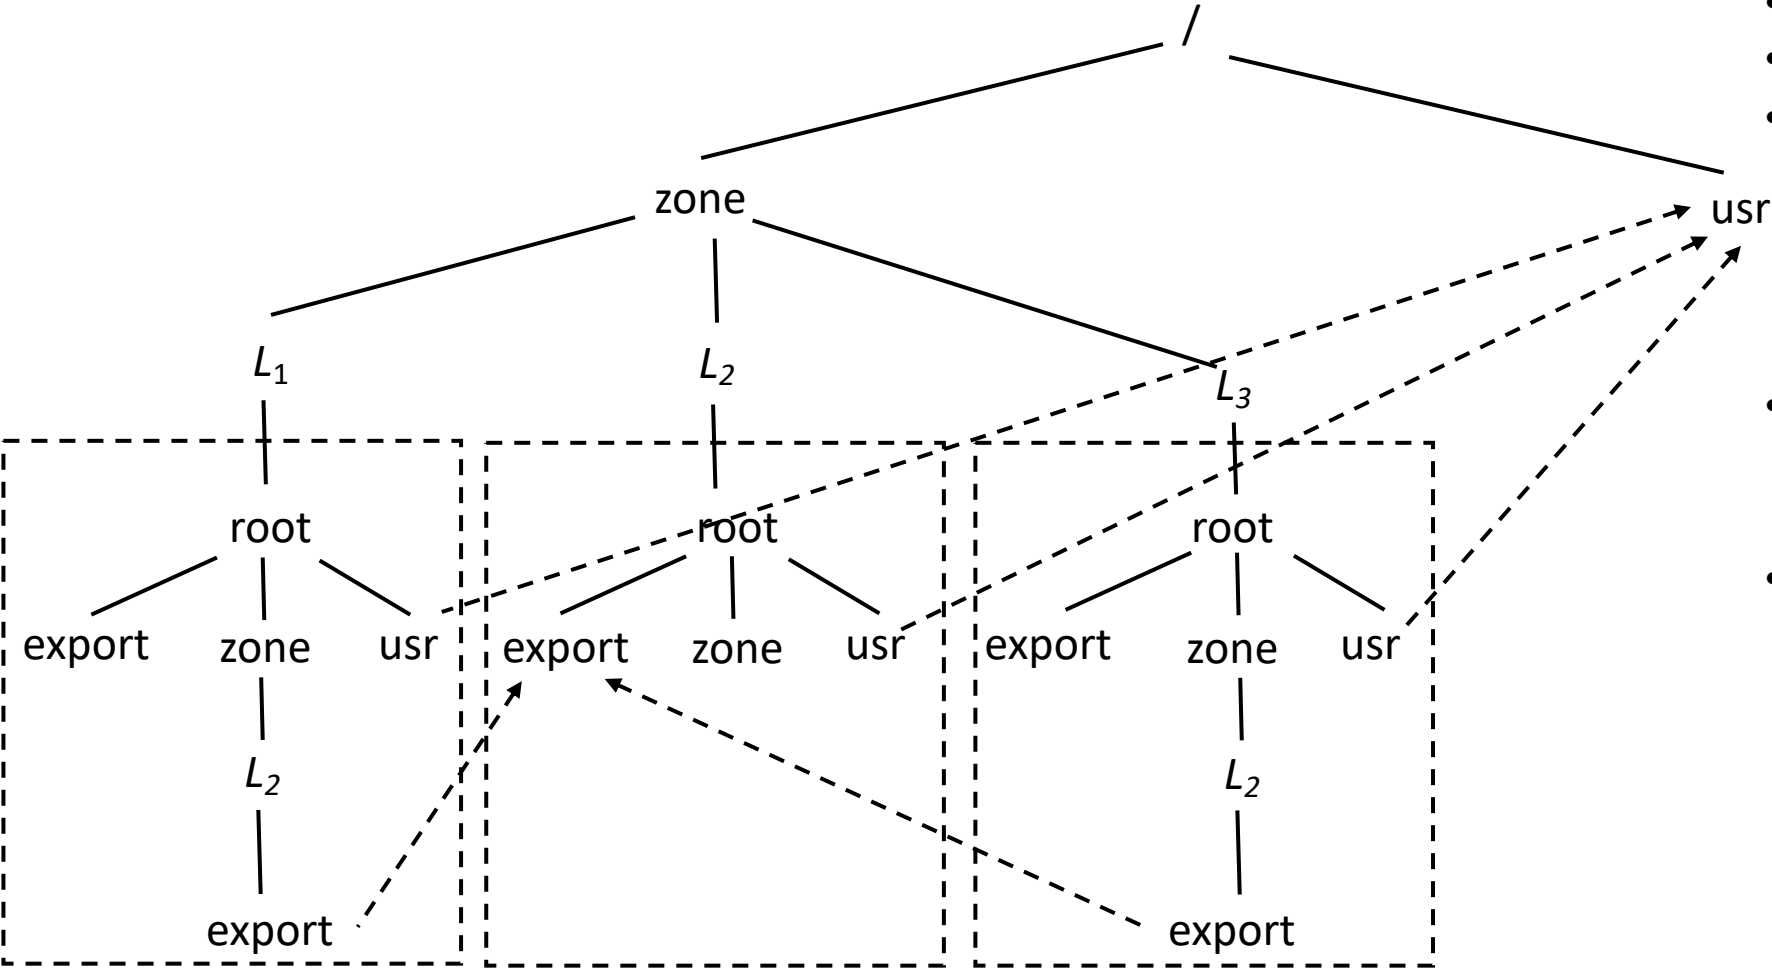 /
zone
usr
L1
L2
L3
root
root
root
export
zone
usr
export
zone
usr
export
zone
usr
L2
L2
export
export